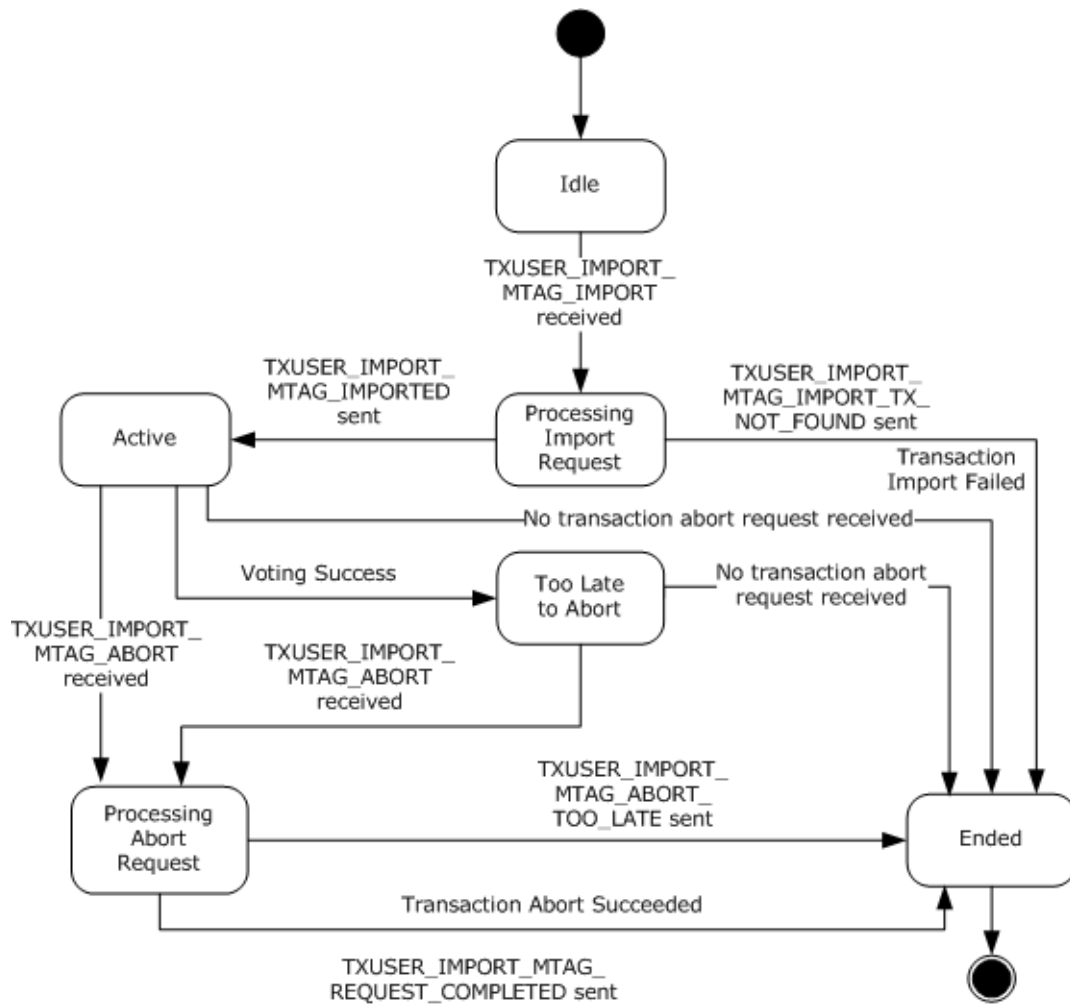 Idle
TXUSER_IMPORT_
MTAG_IMPORT
received
TXUSER_IMPORT_
MTAG_IMPORTED
sent
TXUSER_IMPORT_
MTAG_IMPORT_TX_
NOT_FOUND sent
Active
Processing
Import
Request
Transaction
Import Failed
No transaction abort request received
Voting Success
Too Late
to Abort
No transaction abort
request received
TXUSER_IMPORT_
MTAG_ABORT
received
TXUSER_IMPORT_
MTAG_ABORT
received
Processing
Abort
Request
TXUSER_IMPORT_
MTAG_ABORT_
TOO_LATE sent
Ended
Transaction Abort Succeeded
TXUSER_IMPORT_MTAG_
REQUEST_COMPLETED sent